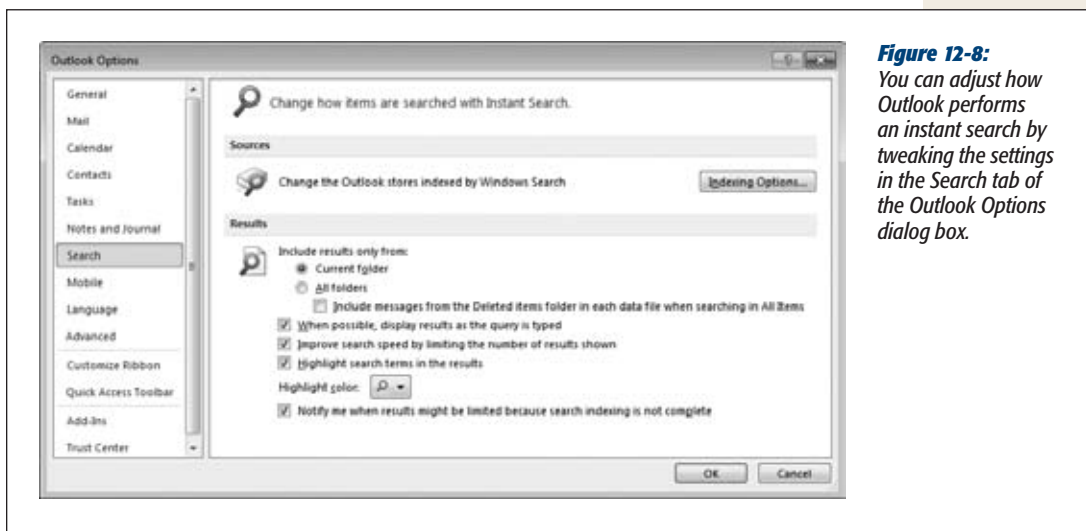 Outlook Options
General
Mail
Calendar
Contacts
Tasks
Notes and Journal
Search
Mobile
Language
Advanced
Customize Ribbon
Quick Access Toolbar
Add-Ins
Trust Center
Change how items are searched with Instant Search.
Sources
Change the Outlook stores indexed by Windows Search
Indexing Options...
Results
Include results only from:
Current folder
All folders
Include messages from the Deleted items folder in each data file when searching in All Items
When possible, display results as the query is typed
Improve search speed by limiting the number of results shown
Highlight search terms in the results
Highlight color:
Notify me when results might be limited because search indexing is not complete
OK
Cancel
Figure 12-8:
You can adjust how
Outlook performs
an instant search by
tweaking the settings
in the Search tab of
the Outlook Options
dialog box.